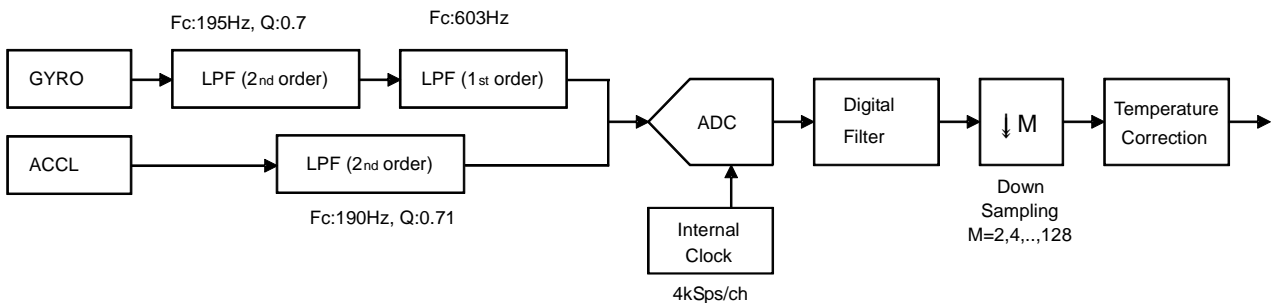 Fc:195Hz, Q:0.7
Fc:603Hz
GYRO
LPF (2nd order)
LPF (1st order)
ADC
Digital
Filter
↓M
Temperature
Correction
ACCL
LPF (2nd order)
Fc:190Hz, Q:0.71
Internal
Clock
4kSps/ch
Down
Sampling
M=2,4,..,128